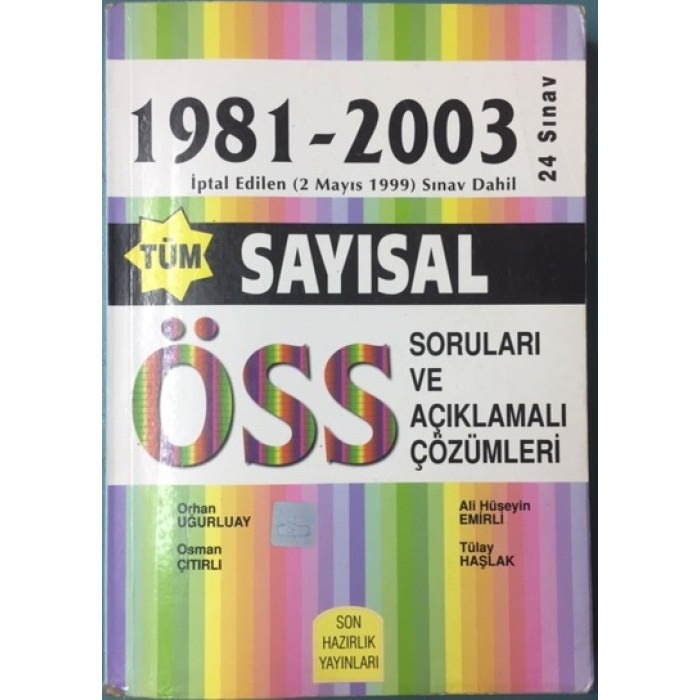 1981-2003
24 Sınav
İptal Edilen (2 Mayıs 1999) Sınav Dahil
TÜM
SAYISAL
ÖSS
SORULARI
VE
AÇIKLAMALI
ÇÖZÜMLERİ
Orhan
UĞURLUAY
Osman
ÇITIRLI
Ali Hüseyin
EMİRLİ
Tülay
HAŞLAK
SON
HAZIRLIK
YAYINLARI